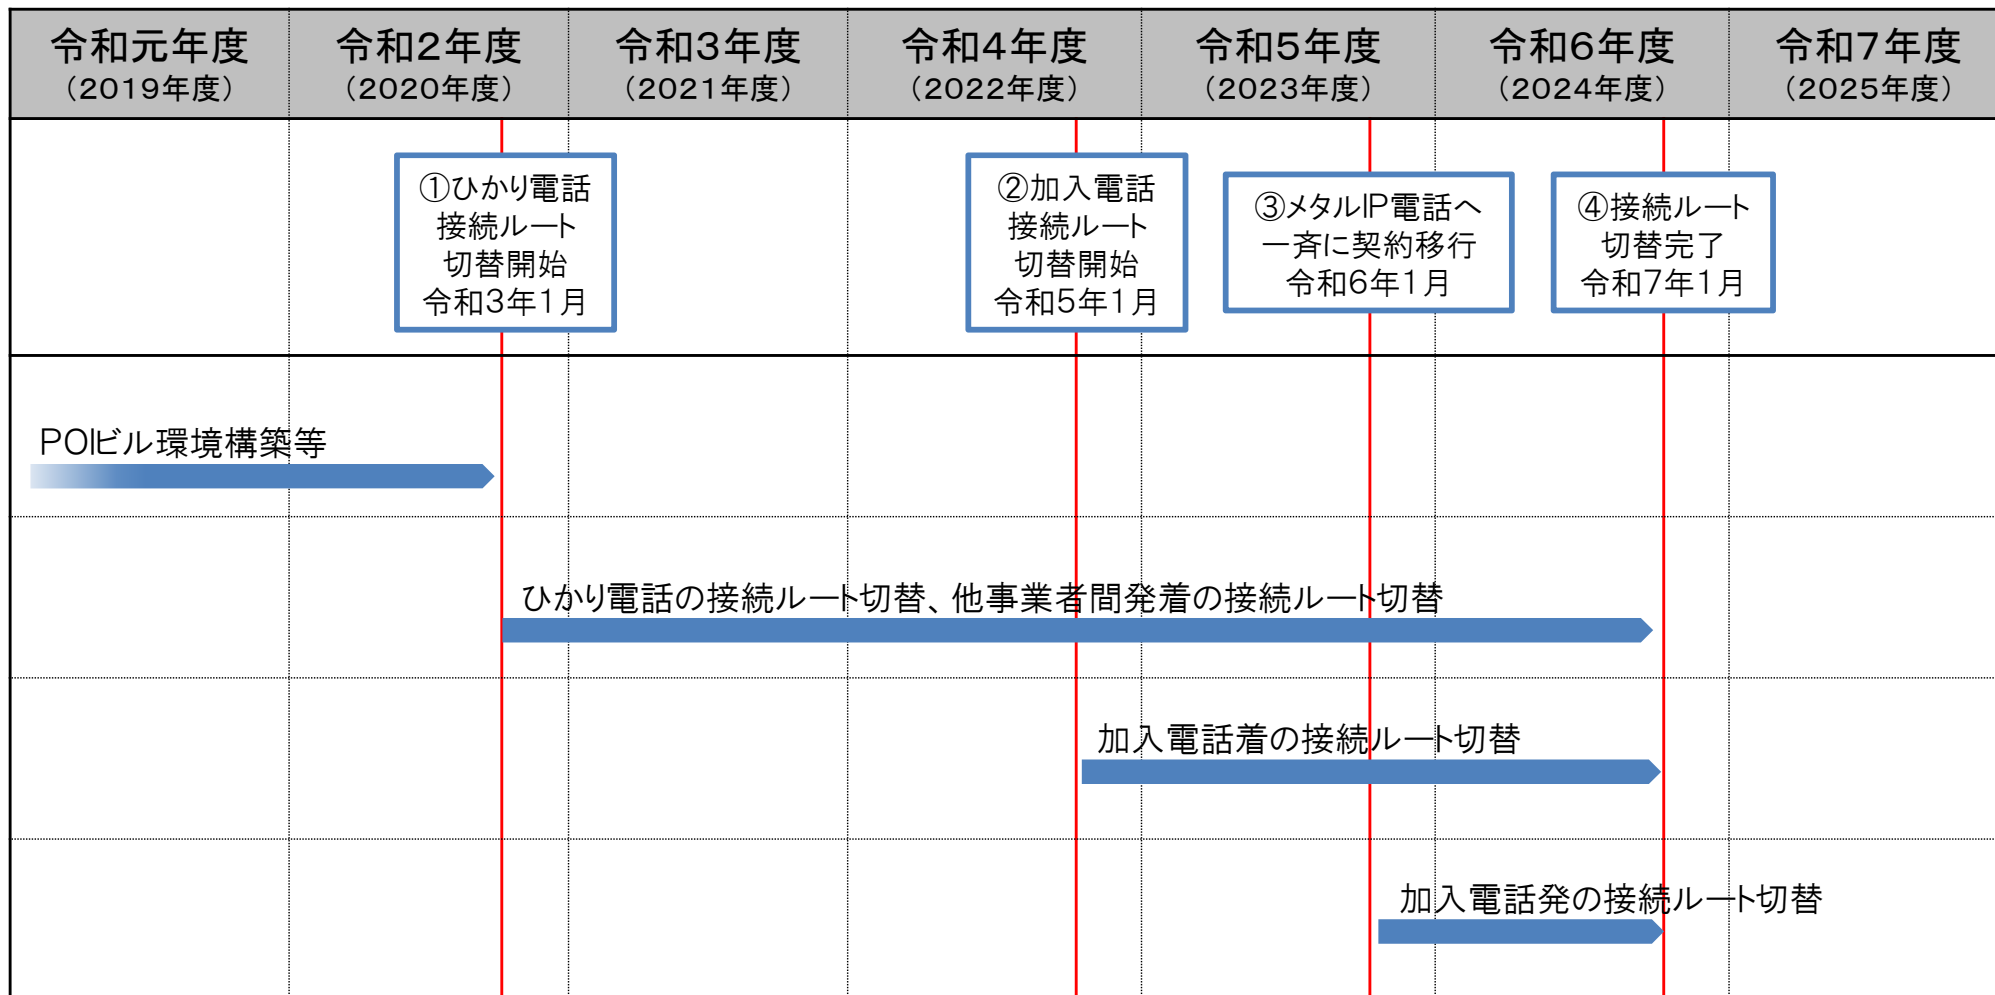 令和元年度
（2019年度）
令和2年度
（2020年度）
令和3年度
（2021年度）
令和4年度
（2022年度）
令和5年度
（2023年度）
令和6年度
（2024年度）
令和7年度
（2025年度）
①ひかり電話
接続ルート
切替開始
令和3年1月
②加入電話
接続ルート
切替開始
令和5年1月
③メタルIP電話へ
一斉に契約移行
令和6年1月
④接続ルート
切替完了
令和7年1月
POIビル環境構築等
ひかり電話の接続ルート切替、他事業者間発着の接続ルート切替
加入電話着の接続ルート切替
加入電話発の接続ルート切替